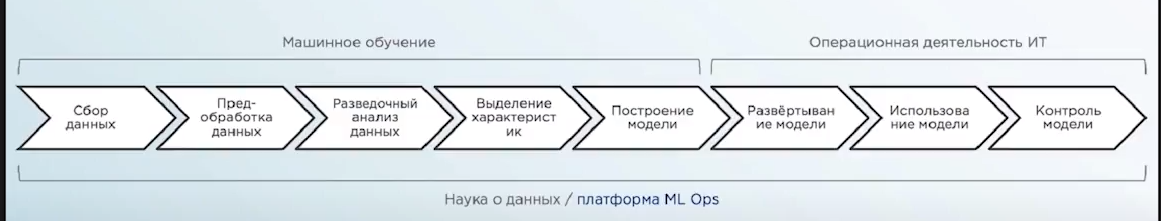 Машинное обучение
Операционная деятельность ИТ
Сбор
данных
Пред-
обработка
данных
Разведочный
анализ
данных
Выделение
характерист
ик
Построение
модели
Развёртыван
ие модели
Использова
ние модели
Контроль
модели
Наука о данных / платформа ML Ops